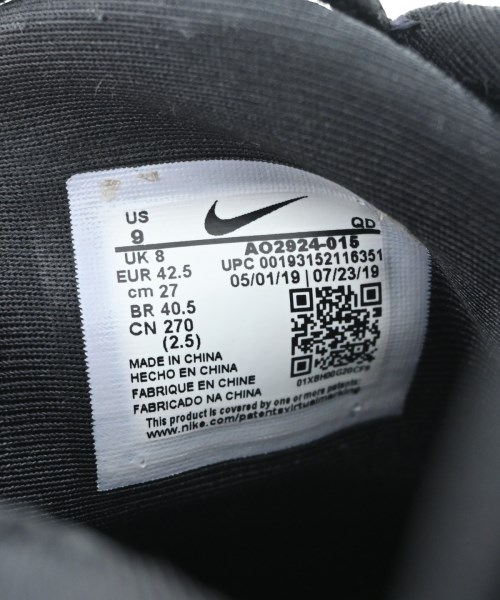 US
9
QD
AO2924-015
UK 8
UPC 00193152116351
EUR 42.5
05/01/19 | 07/23/19
cm 27
BR 40.5
CN 270
(2.5)
MADE IN CHINA
HECHO EN CHINA
FABRIQUE EN CHINE
FABRICADO NA CHINA
This product is covered by one or more patents:
www.nike.com/patentsvirtualmarking